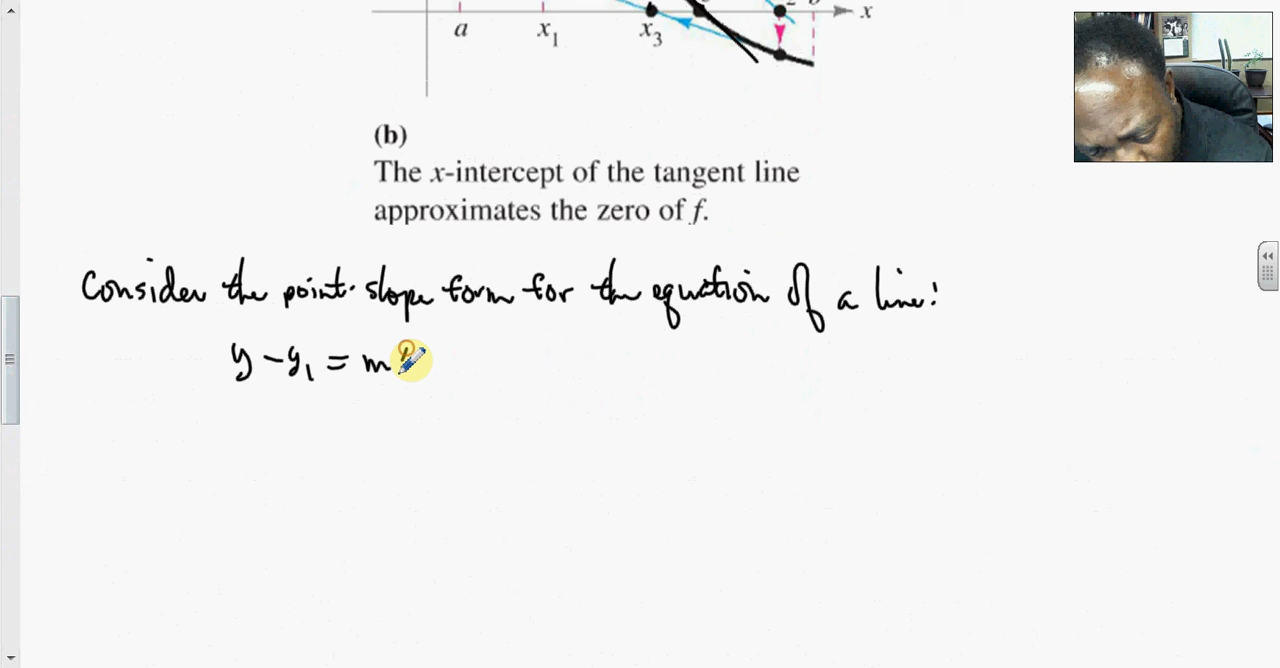 x
a x₁ x₃
(b)
The x-intercept of the tangent line
approximates the zero of f.
Consider the point-slope form for the equation of a line:
y - y₁ = m